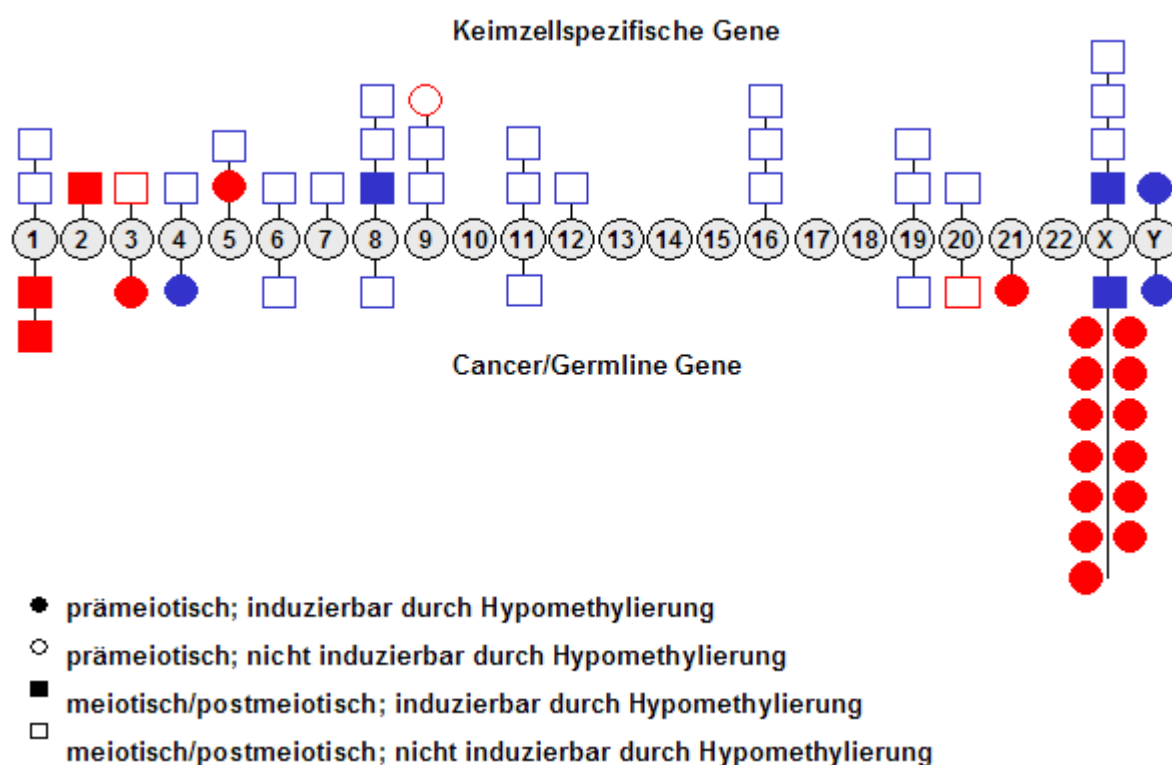 Keimzellspezifische Gene
1 2 3 4 5 6 7 8 9 10 11 12 13 14 15 16 17 18 19 20 21 22 X Y
Cancer/Germline Gene
prämeiotisch; induzierbar durch Hypomethylierung
prämeiotisch; nicht induzierbar durch Hypomethylierung
meiotisch/postmeiotisch; induzierbar durch Hypomethylierung
meiotisch/postmeiotisch; nicht induzierbar durch Hypomethylierung